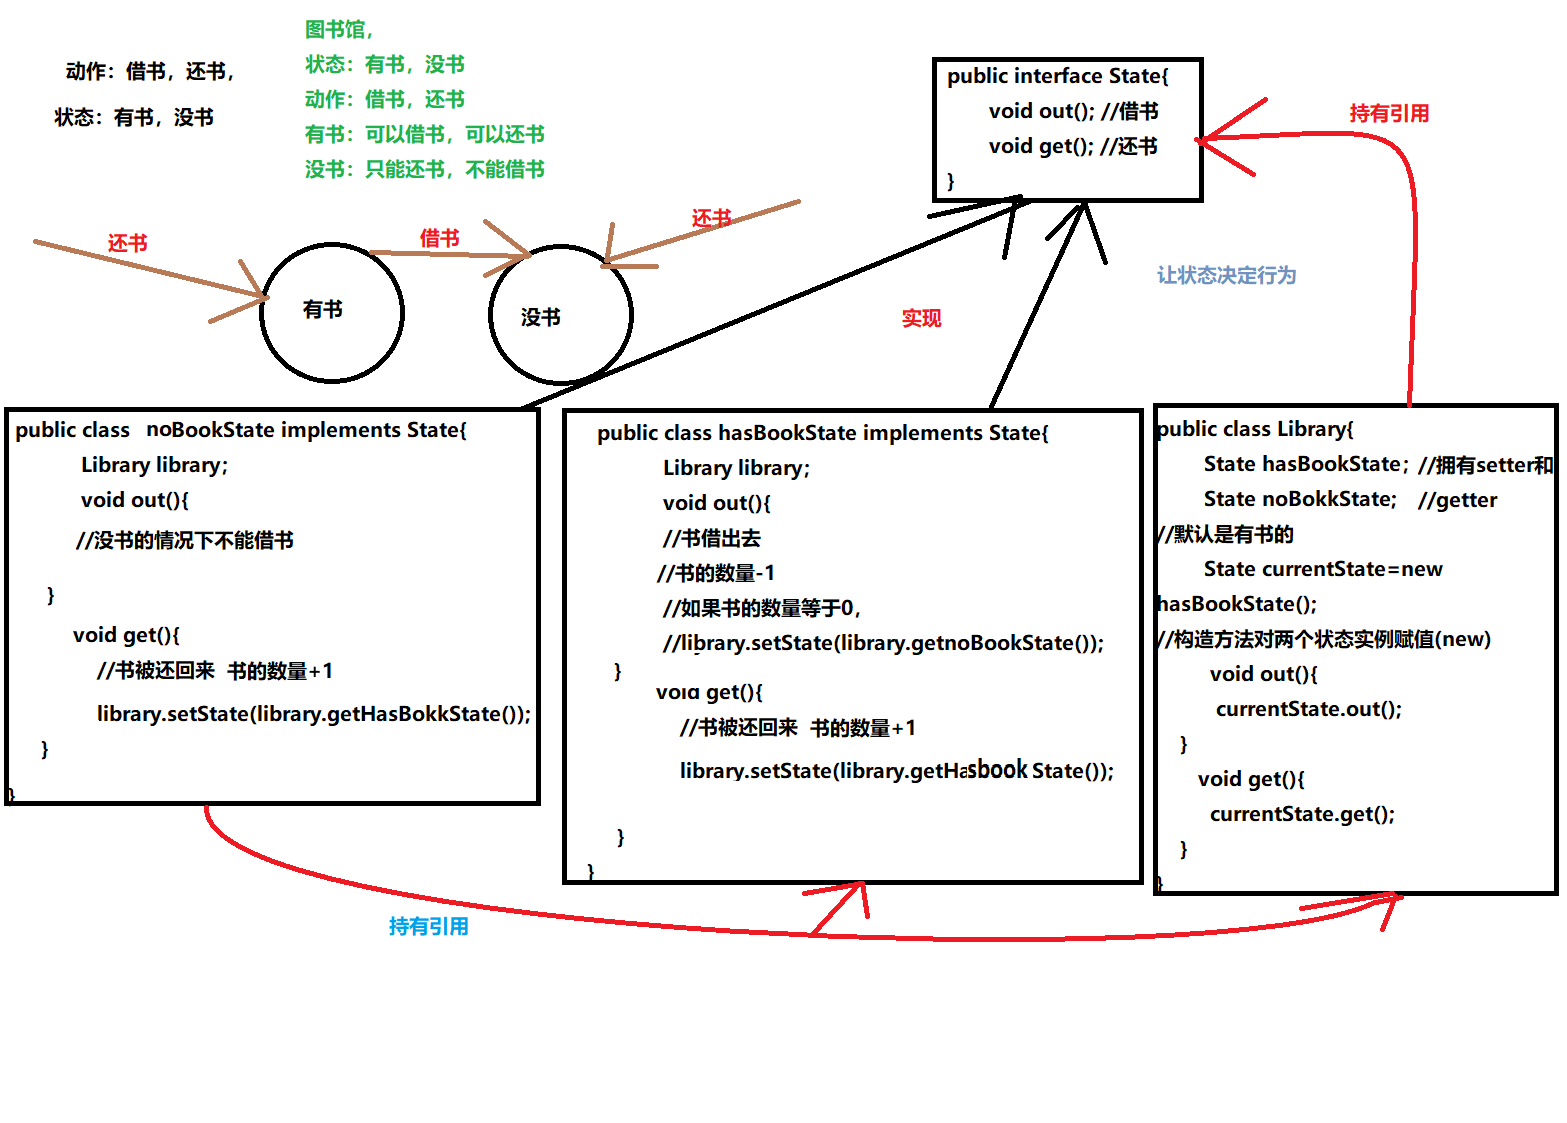 动作：借书，还书，
状态：有书，没书
图书馆，
状态：有书，没书
动作：借书，还书
有书：可以借书，可以还书
没书：只能还书，不能借书
public interface State{
void out(); //借书
void get(); //还书
}
持有引用
还书
借书
还书
有书
没书
实现
让状态决定行为
public class noBookState implements State{
Library library;
void out(){
//没书的情况下不能借书
}
void get(){
//书被还回来 书的数量+1
library.setState(library.getHasBokkState());
}
}
public class hasBookState implements State{
Library library;
void out(){
//书借出去
//书的数量-1
//如果书的数量等于0，
//library.setState(library.getnoBookState());
}
void get(){
//书被还回来 书的数量+1
library.setState(library.getHasbook State());
}
}
public class Library{
State hasBookState; //拥有setter和
State noBokkState; //getter
//默认是有书的
State currentState=new
hasBookState();
//构造方法对两个状态实例赋值(new)
void out(){
currentState.out();
}
void get(){
currentState.get();
}
}
持有引用